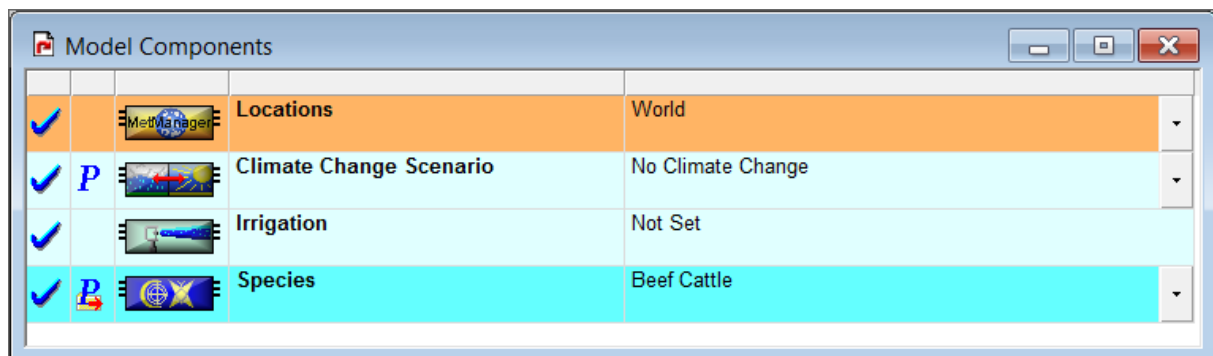 Model Components
MetManager Locations World
P Climate Change Scenario No Climate Change
Irrigation Not Set
P Species Beef Cattle